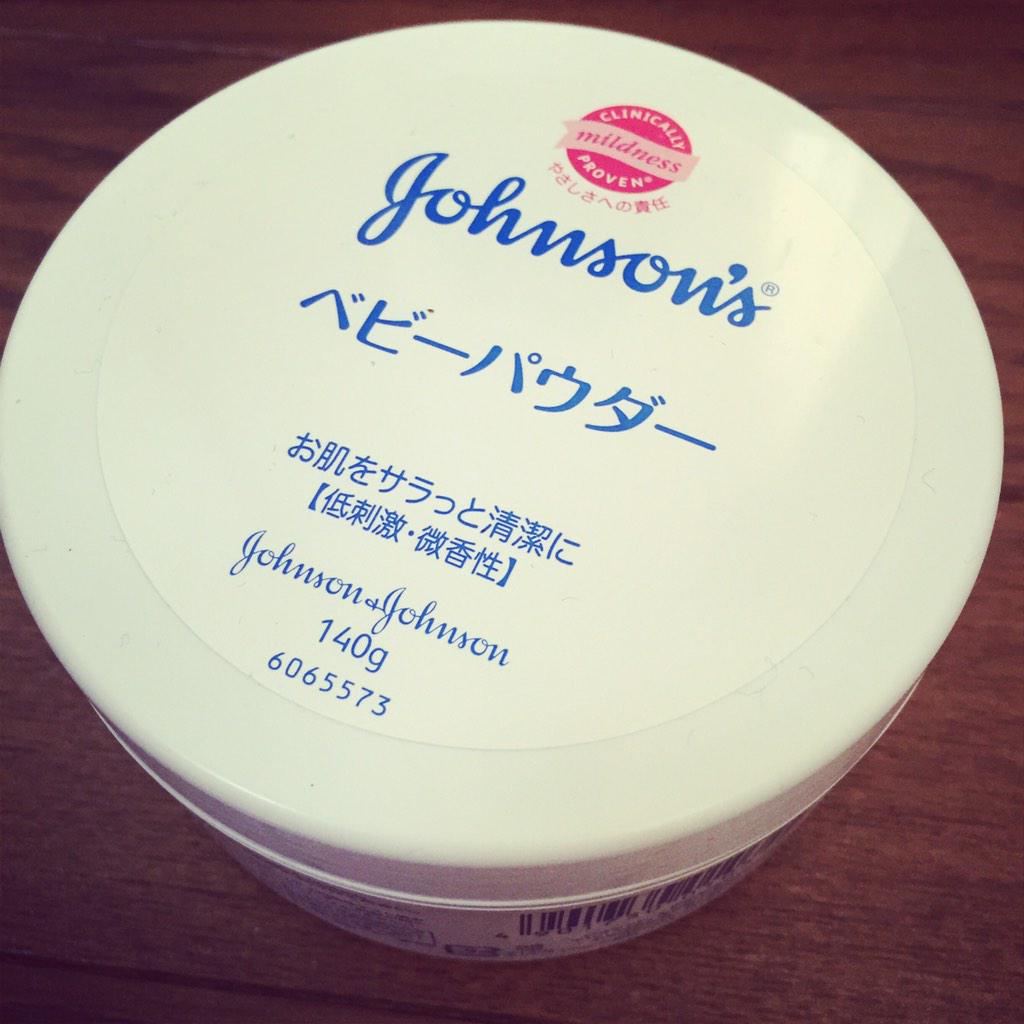 CLINICALLY
mildness
PROVEN®
やさしさへの責任
Johnson's®
ベビーパウダー
お肌をサラっと清潔に
【低刺激・微香性】
Johnson & Johnson
140g
6065573